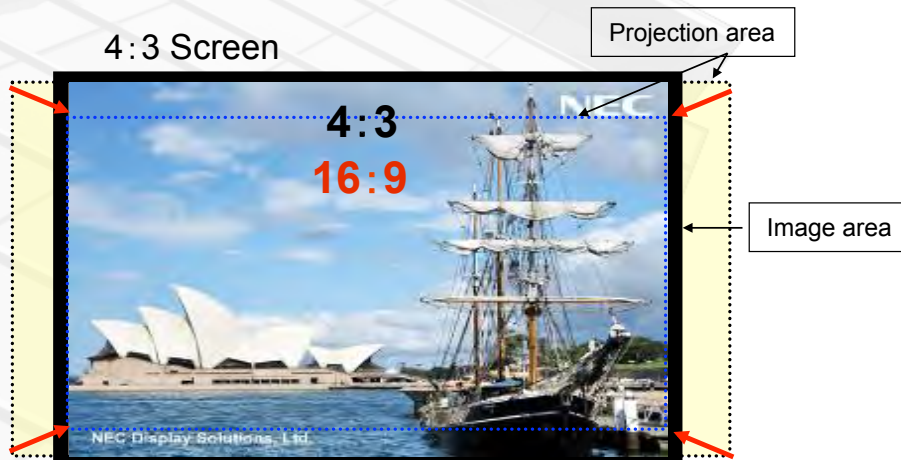 Projection area
4:3 Screen
NEC
4:3
16:9
Image area
NEC Display Solutions, Ltd.